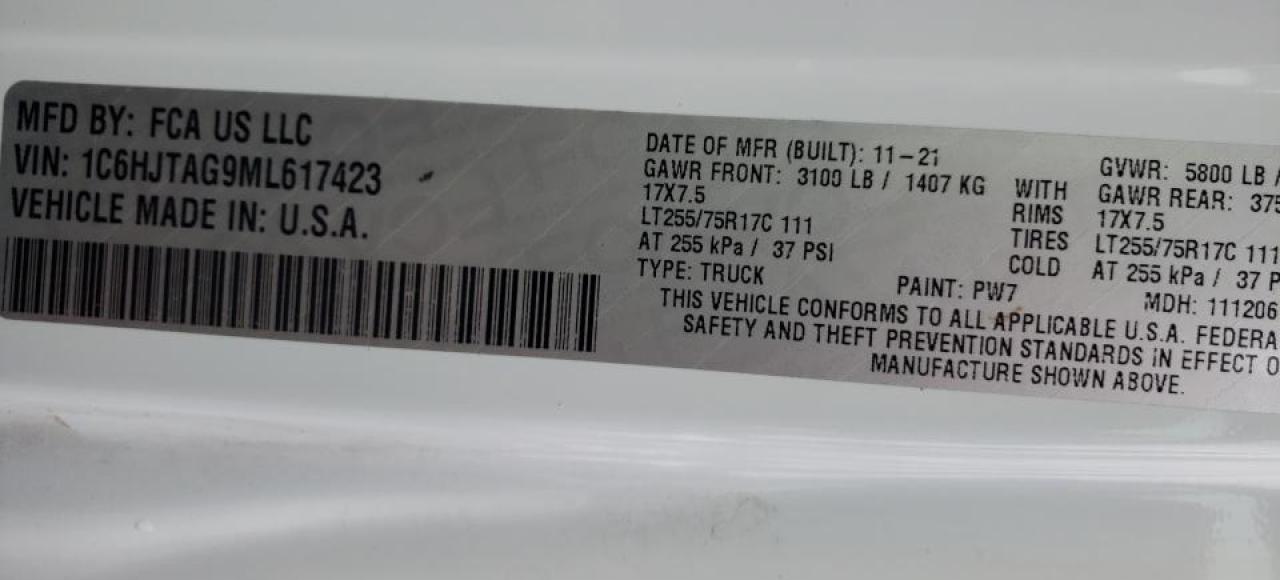 MFD BY: FCA US LLC
VIN: 1C6HJTAG9ML617423
VEHICLE MADE IN: U.S.A.
DATE OF MFR (BUILT): 11-21
GVWR: 5800 LB /
GAWR FRONT: 3100 LB / 1407 KG WITH GAWR REAR: 375
17X7.5 RIMS 17X7.5
LT255/75R17C 111 TIRES LT255/75R17C 111
AT 255 kPa / 37 PSI COLD AT 255 kPa / 37 P
TYPE: TRUCK PAINT: PW7 MDH: 111206
THIS VEHICLE CONFORMS TO ALL APPLICABLE U.S.A. FEDERA
SAFETY AND THEFT PREVENTION STANDARDS IN EFFECT O
MANUFACTURE SHOWN ABOVE.